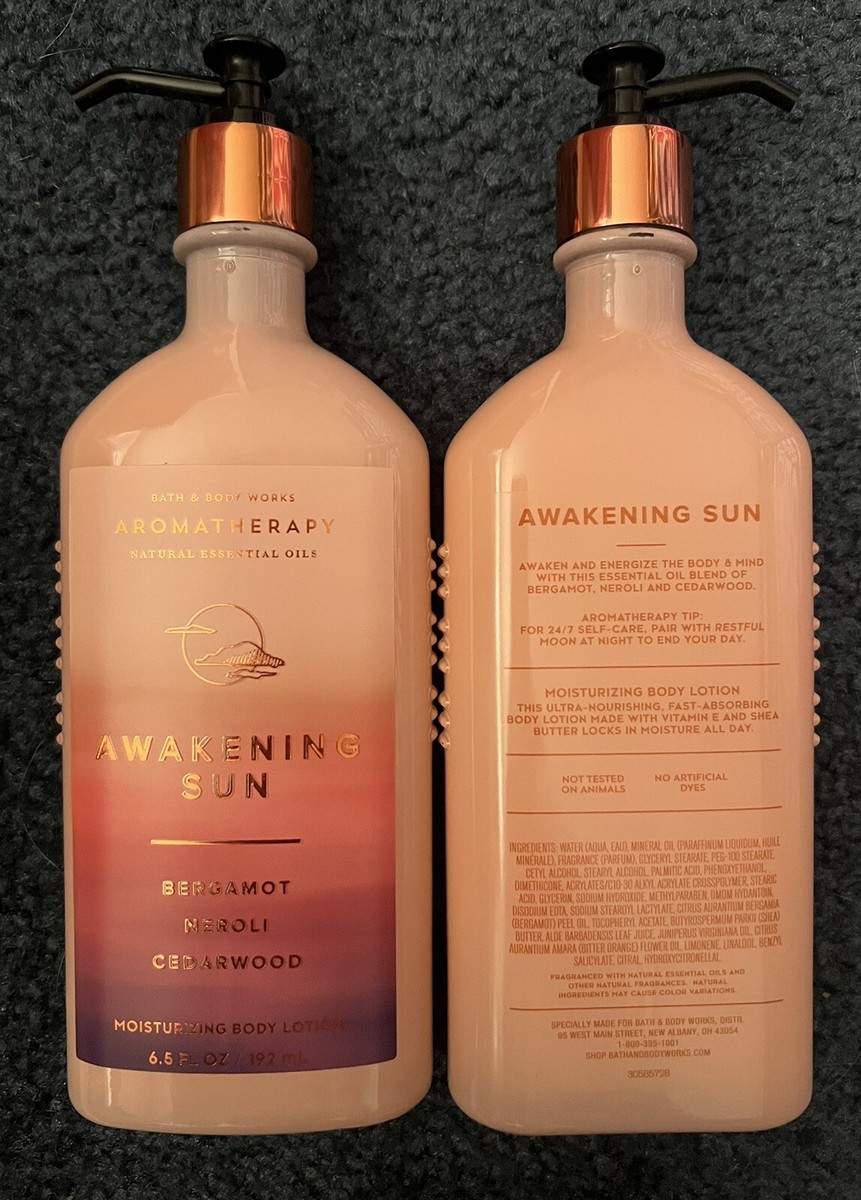 BATH & BODY WORKS
AROMATHERAPY
NATURAL ESSENTIAL OILS
AWAKENING
SUN
BERGAMOT
NEROLI
CEDARWOOD
MOISTURIZING BODY LOTION
6.5 FL OZ / 192 mL
AWAKENING SUN
AWAKEN AND ENERGIZE THE BODY & MIND
WITH THIS ESSENTIAL OIL BLEND OF
BERGAMOT, NEROLI AND CEDARWOOD.
AROMATHERAPY TIP:
FOR 24/7 SELF-CARE, PAIR WITH RESTFUL
MOON AT NIGHT TO END YOUR DAY.
MOISTURIZING BODY LOTION
THIS ULTRA-NOURISHING, FAST-ABSORBING
BODY LOTION MADE WITH VITAMIN E AND SHEA
BUTTER LOCKS IN MOISTURE ALL DAY.
NOT TESTED
ON ANIMALS
NO ARTIFICIAL
DYES
INGREDIENTS: WATER (AQUA, EAU), MINERAL OIL (PARAFFINUM LIQUIDUM, HUILE
MINÉRALE), FRAGRANCE (PARFUM), GLYCERYL STEARATE, PEG-100 STEARATE,
CETYL ALCOHOL, STEARYL ALCOHOL, PALMITIC ACID, PHENOXYETHANOL,
DIMETHICONE, ACRYLATES/C10-30 ALKYL ACRYLATE CROSSPOLYMER, STEARIC
ACID, GLYCERIN, SODIUM HYDROXIDE, METHYLPARABEN, DMDM HYDANTOIN,
DISODIUM EDTA, SODIUM STEAROYL LACTYLATE, CITRUS AURANTIUM BERGAMIA
(BERGAMOT) PEEL OIL, TOCOPHERYL ACETATE, BUTYROSPERMUM PARKII (SHEA)
BUTTER, ALOE BARBADENSIS LEAF JUICE, JUNIPERUS VIRGINIANA OIL, CITRUS
AURANTIUM AMARA (BITTER ORANGE) FLOWER OIL, LIMONENE, LINALOOL, BENZYL
SALICYLATE, CITRAL, HYDROXYCITRONELLAL.
FRAGRANCED WITH NATURAL ESSENTIAL OILS AND
OTHER NATURAL FRAGRANCES. NATURAL
INGREDIENTS MAY CAUSE COLOR VARIATIONS.
SPECIALLY MADE FOR BATH & BODY WORKS, DISTR.
95 WEST MAIN STREET, NEW ALBANY, OH 43054
1-800-395-1001
SHOP BATHANDBODYWORKS.COM
30585728